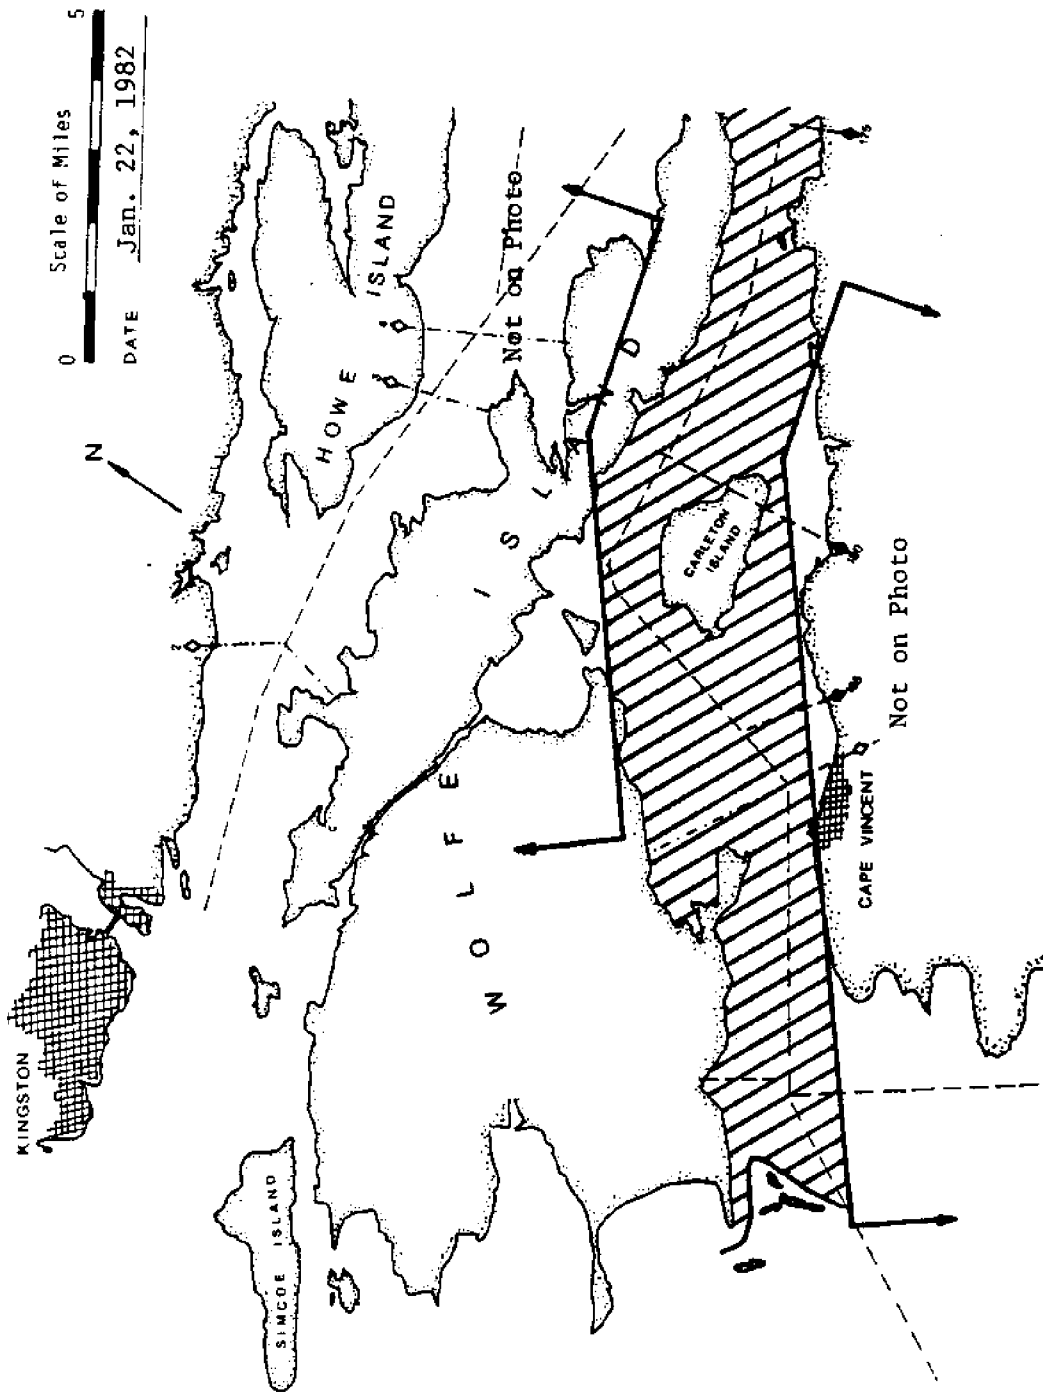 0 Scale of Miles 5
DATE Jan. 22, 1982
N
KINGSTON
SIMCOE ISLAND
HOWE ISLAND
WOLFE ISLAND
Not on Photo
CARLETON
ISLAND
CAPE VINCENT
Not on Photo
175